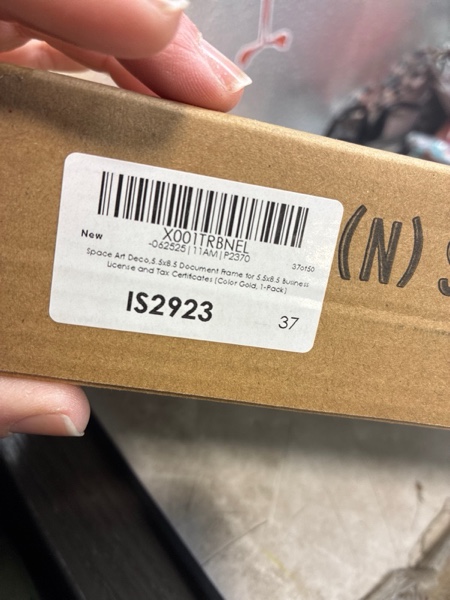 X001TRBNEL
New
-062525|11AM|P2370
37of50
Space Art Deco,5.5x8.5 Document Frame for 5.5x8.5 Business
License and Tax Certificates (Color Gold, 1-Pack)
IS2923
37
(N)